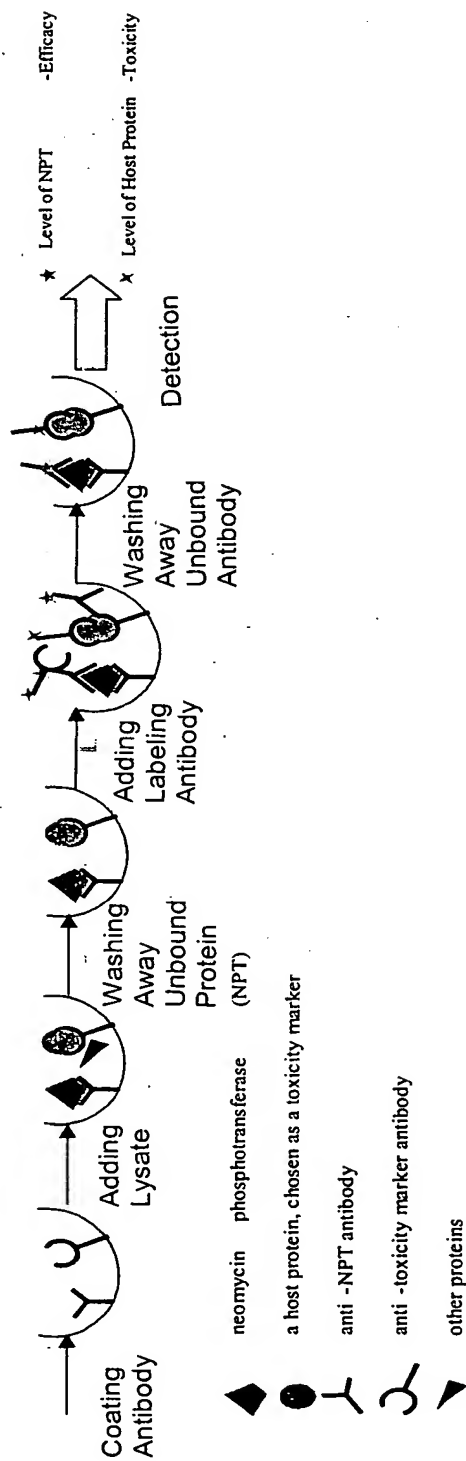 Coating
Antibody
Adding
Lysate
Washing
Away
Unbound
Protein
(NPT)
Adding
Labeling
Antibody
Washing
Away
Unbound
Antibody
Detection
Level of NPT -Efficacy
Level of Host Protein -Toxicity
neomycin phosphotransferase
a host protein, chosen as a toxicity marker
anti -NPT antibody
anti -toxicity marker antibody
other proteins